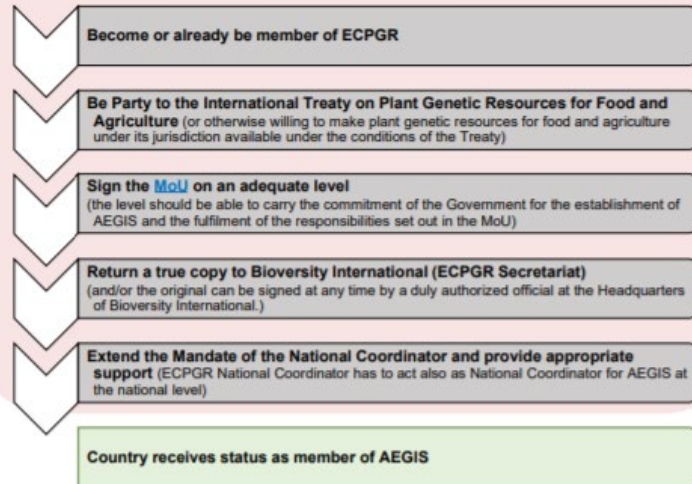 Become or already be member of ECPGR
Be Party to the International Treaty on Plant Genetic Resources for Food and
Agriculture (or otherwise willing to make plant genetic resources for food and agriculture
under its jurisdiction available under the conditions of the Treaty)
Sign the MoU on an adequate level
(the level should be able to carry the commitment of the Government for the establishment of
AEGIS and the fulfilment of the responsibilities set out in the MoU)
Return a true copy to Bioversity International (ECPGR Secretariat)
(and/or the original can be signed at any time by a duly authorized official at the Headquarters
of Bioversity International.)
Extend the Mandate of the National Coordinator and provide appropriate
support (ECPGR National Coordinator has to act also as National Coordinator for AEGIS at
the national level)
Country receives status as member of AEGIS